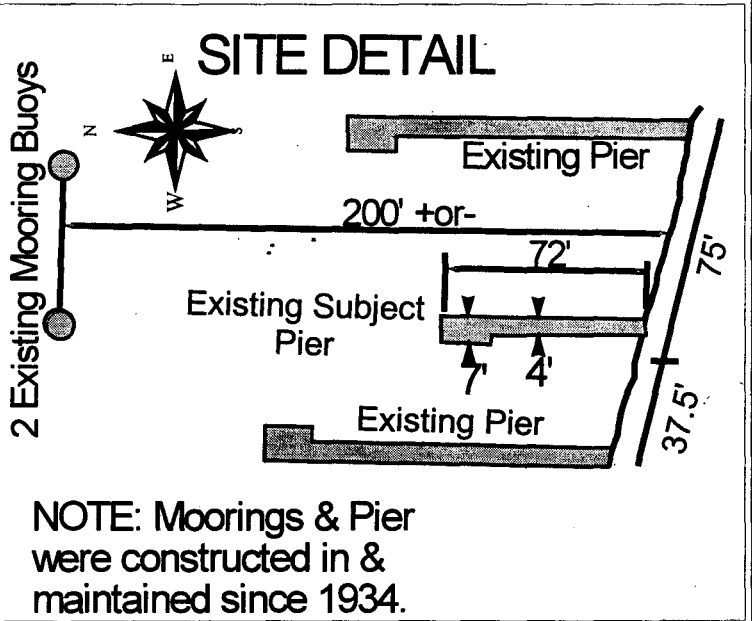 SITE DETAIL
E
N
S
W
2 Existing Mooring Buoys
Existing Pier
200' +or-
72'
75'
Existing Subject
Pier
7'
4'
37.5'
Existing Pier
NOTE: Moorings & Pier
were constructed in &
maintained since 1934.